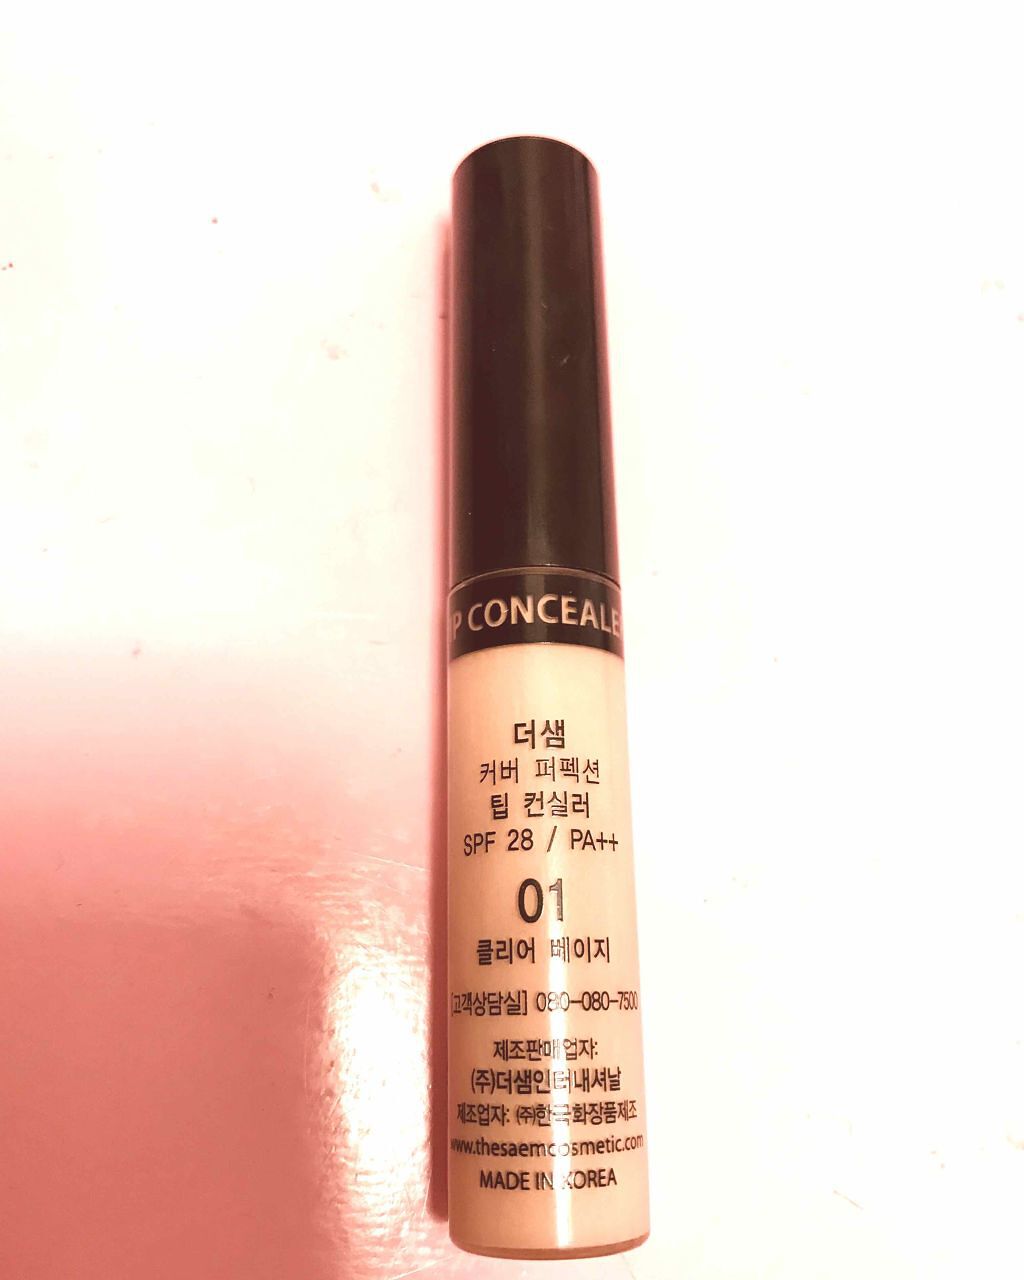 TIP CONCEALER
더샘
커버 퍼펙션
팁 컨실러
SPF 28 / PA++
01
클리어 베이지
[고객상담실] 080-080-7500
제조판매업자:
(주)더샘인터내셔날
제조업자: (주)한국화장품제조
www.thesaemcosmetic.com
MADE IN KOREA